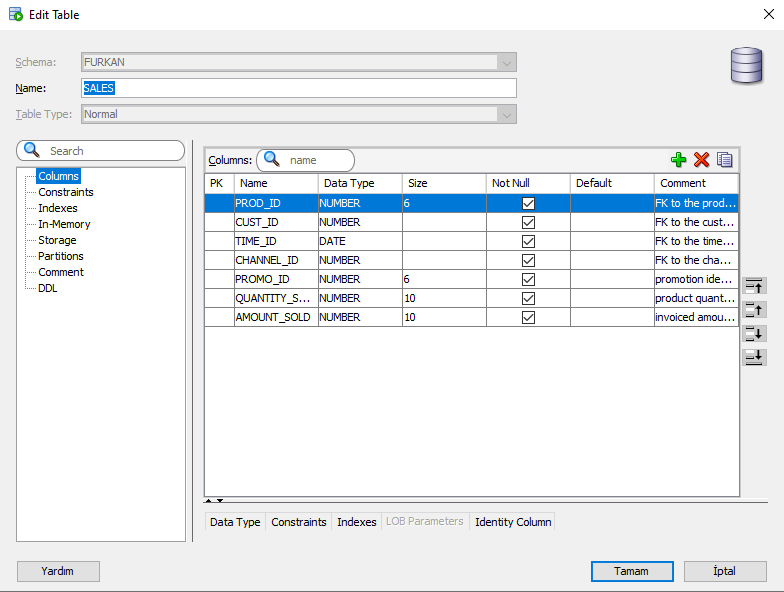 Edit Table
Schema: FURKAN
Name: SALES
Table Type: Normal
Search
Columns
Constraints
Indexes
In-Memory
Storage
Partitions
Comment
DDL
Columns: name
PK Name Data Type Size Not Null Default Comment
PROD_ID NUMBER 6 FK to the prod...
CUST_ID NUMBER FK to the cust...
TIME_ID DATE FK to the time...
CHANNEL_ID NUMBER FK to the cha...
PROMO_ID NUMBER 6 promotion ide...
QUANTITY_S... NUMBER 10 product quant...
AMOUNT_SOLD NUMBER 10 invoiced amou...
Data Type Constraints Indexes LOB Parameters Identity Column
Yardım Tamam İptal